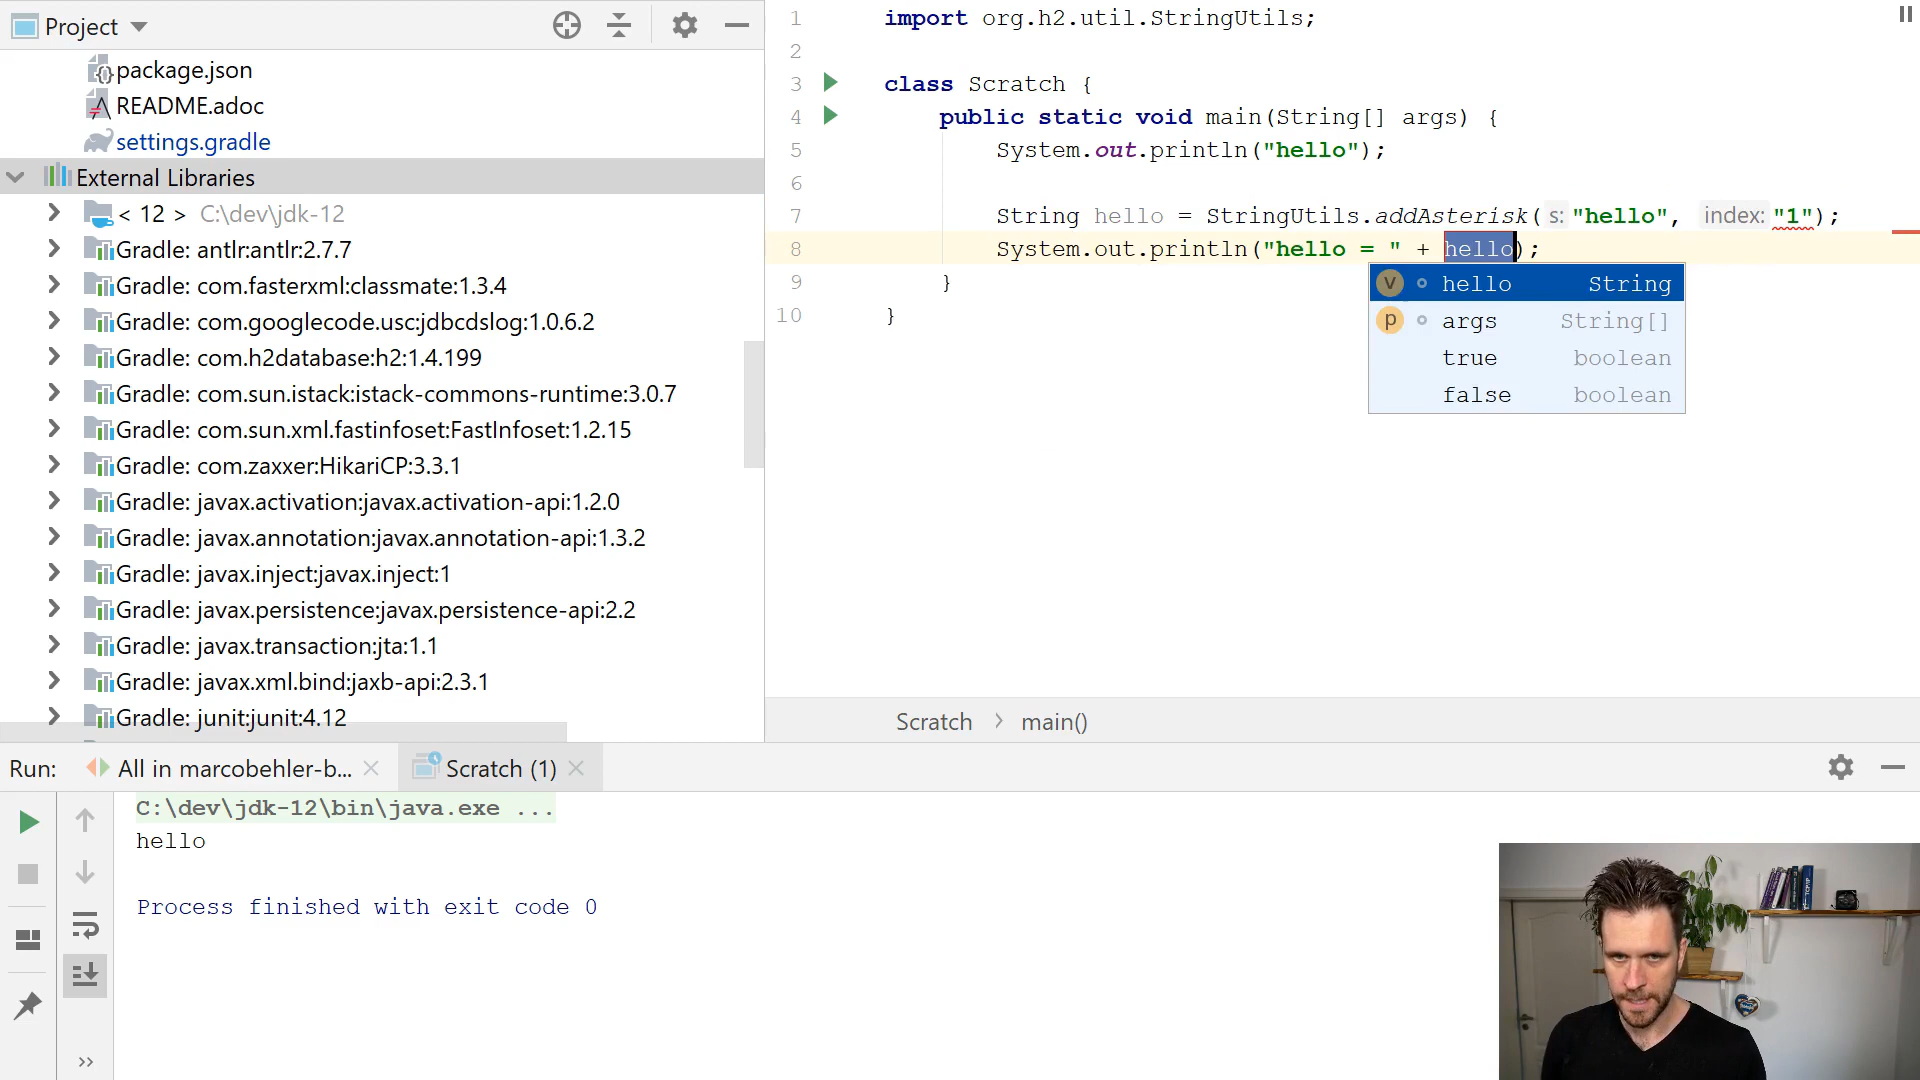 Project
package.json
README.adoc
settings.gradle
External Libraries
< 12 > C:\dev\jdk-12
Gradle: antlr:antlr:2.7.7
Gradle: com.fasterxml:classmate:1.3.4
Gradle: com.googlecode.usc:jdbcdslog:1.0.6.2
Gradle: com.h2database:h2:1.4.199
Gradle: com.sun.istack:istack-commons-runtime:3.0.7
Gradle: com.sun.xml.fastinfoset:FastInfoset:1.2.15
Gradle: com.zaxxer:HikariCP:3.3.1
Gradle: javax.activation:javax.activation-api:1.2.0
Gradle: javax.annotation:javax.annotation-api:1.3.2
Gradle: javax.inject:javax.inject:1
Gradle: javax.persistence:javax.persistence-api:2.2
Gradle: javax.transaction:jta:1.1
Gradle: javax.xml.bind:jaxb-api:2.3.1
Gradle: junit:junit:4.12
1 import org.h2.util.StringUtils;
2
3 class Scratch {
4 public static void main(String[] args) {
5 System.out.println("hello");
6
7 String hello = StringUtils.addAsterisk( s: "hello", index: "1");
8 System.out.println("hello = " + hello);
9 }
10 }
V hello String
p args String[]
true boolean
false boolean
Scratch > main()
Run: All in marcobehler-b... Scratch (1)
C:\dev\jdk-12\bin\java.exe ...
hello
Process finished with exit code 0